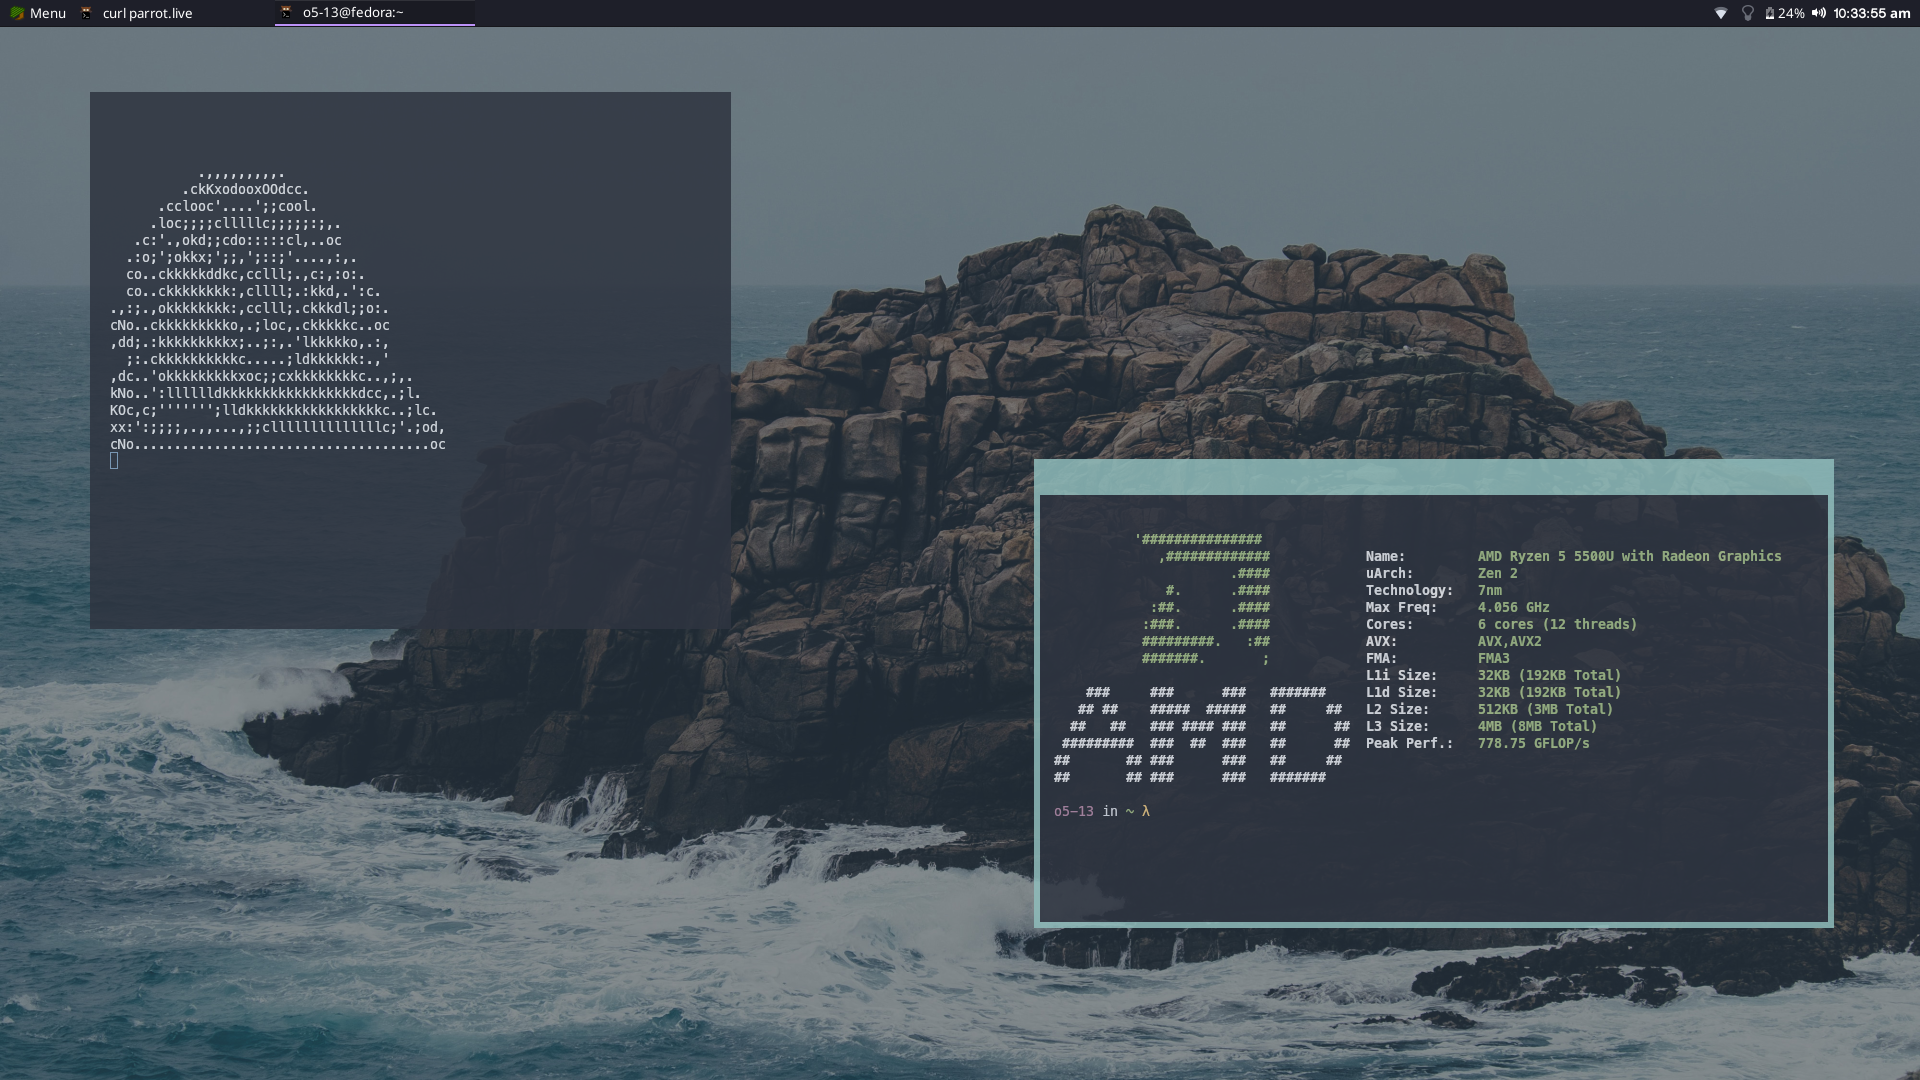 Menu
curl parrot.live
o5-13@fedora:~
24%
10:33:55 am
.,,,,,,,,,.
.ckKxodooxOOdcc.
.cclooc'....';;cool.
.loc;;;;clllllc;;;;;:;,.
.c:'.,okd;;cdo:::::cl,..oc
.:o;';okkx;';;,';::;'....,:,.
co..ckkkkkddkc,cclll;.,c:,:o:.
co..ckkkkkkkk:,cllll;.:kkd,.':c.
.,:;.,okkkkkkkk:,cclll;.ckkkdl;;o:.
cNo..ckkkkkkkkko,.;loc,.ckkkkkc..oc
,dd;.:kkkkkkkkkx;..;:,.'lkkkkko,.:,
;:.ckkkkkkkkkkc.....;ldkkkkkk:.,'
,dc..'okkkkkkkkkxoc;;cxkkkkkkkkc..,;,.
kNo..':lllllldkkkkkkkkkkkkkkkkkdcc,.;l.
KOc,c;''''''';lldkkkkkkkkkkkkkkkkkc..;lc.
xx:':;;;;,.,,...,;;cllllllllllllllc;'.;od,
cNo.....................................oc
'###############
,#############
.####
#. .####
:##. .####
:###. .####
#########. :##
#######. ;
### ### ### #######
## ## ##### ##### ## ##
## ## ### #### ### ## ##
######### ### ## ### ## ##
## ## ### ### ## ##
## ## ### ### #######
Name: AMD Ryzen 5 5500U with Radeon Graphics
uArch: Zen 2
Technology: 7nm
Max Freq: 4.056 GHz
Cores: 6 cores (12 threads)
AVX: AVX,AVX2
FMA: FMA3
L1i Size: 32KB (192KB Total)
L1d Size: 32KB (192KB Total)
L2 Size: 512KB (3MB Total)
L3 Size: 4MB (8MB Total)
Peak Perf.: 778.75 GFLOP/s
o5-13 in ~ λ